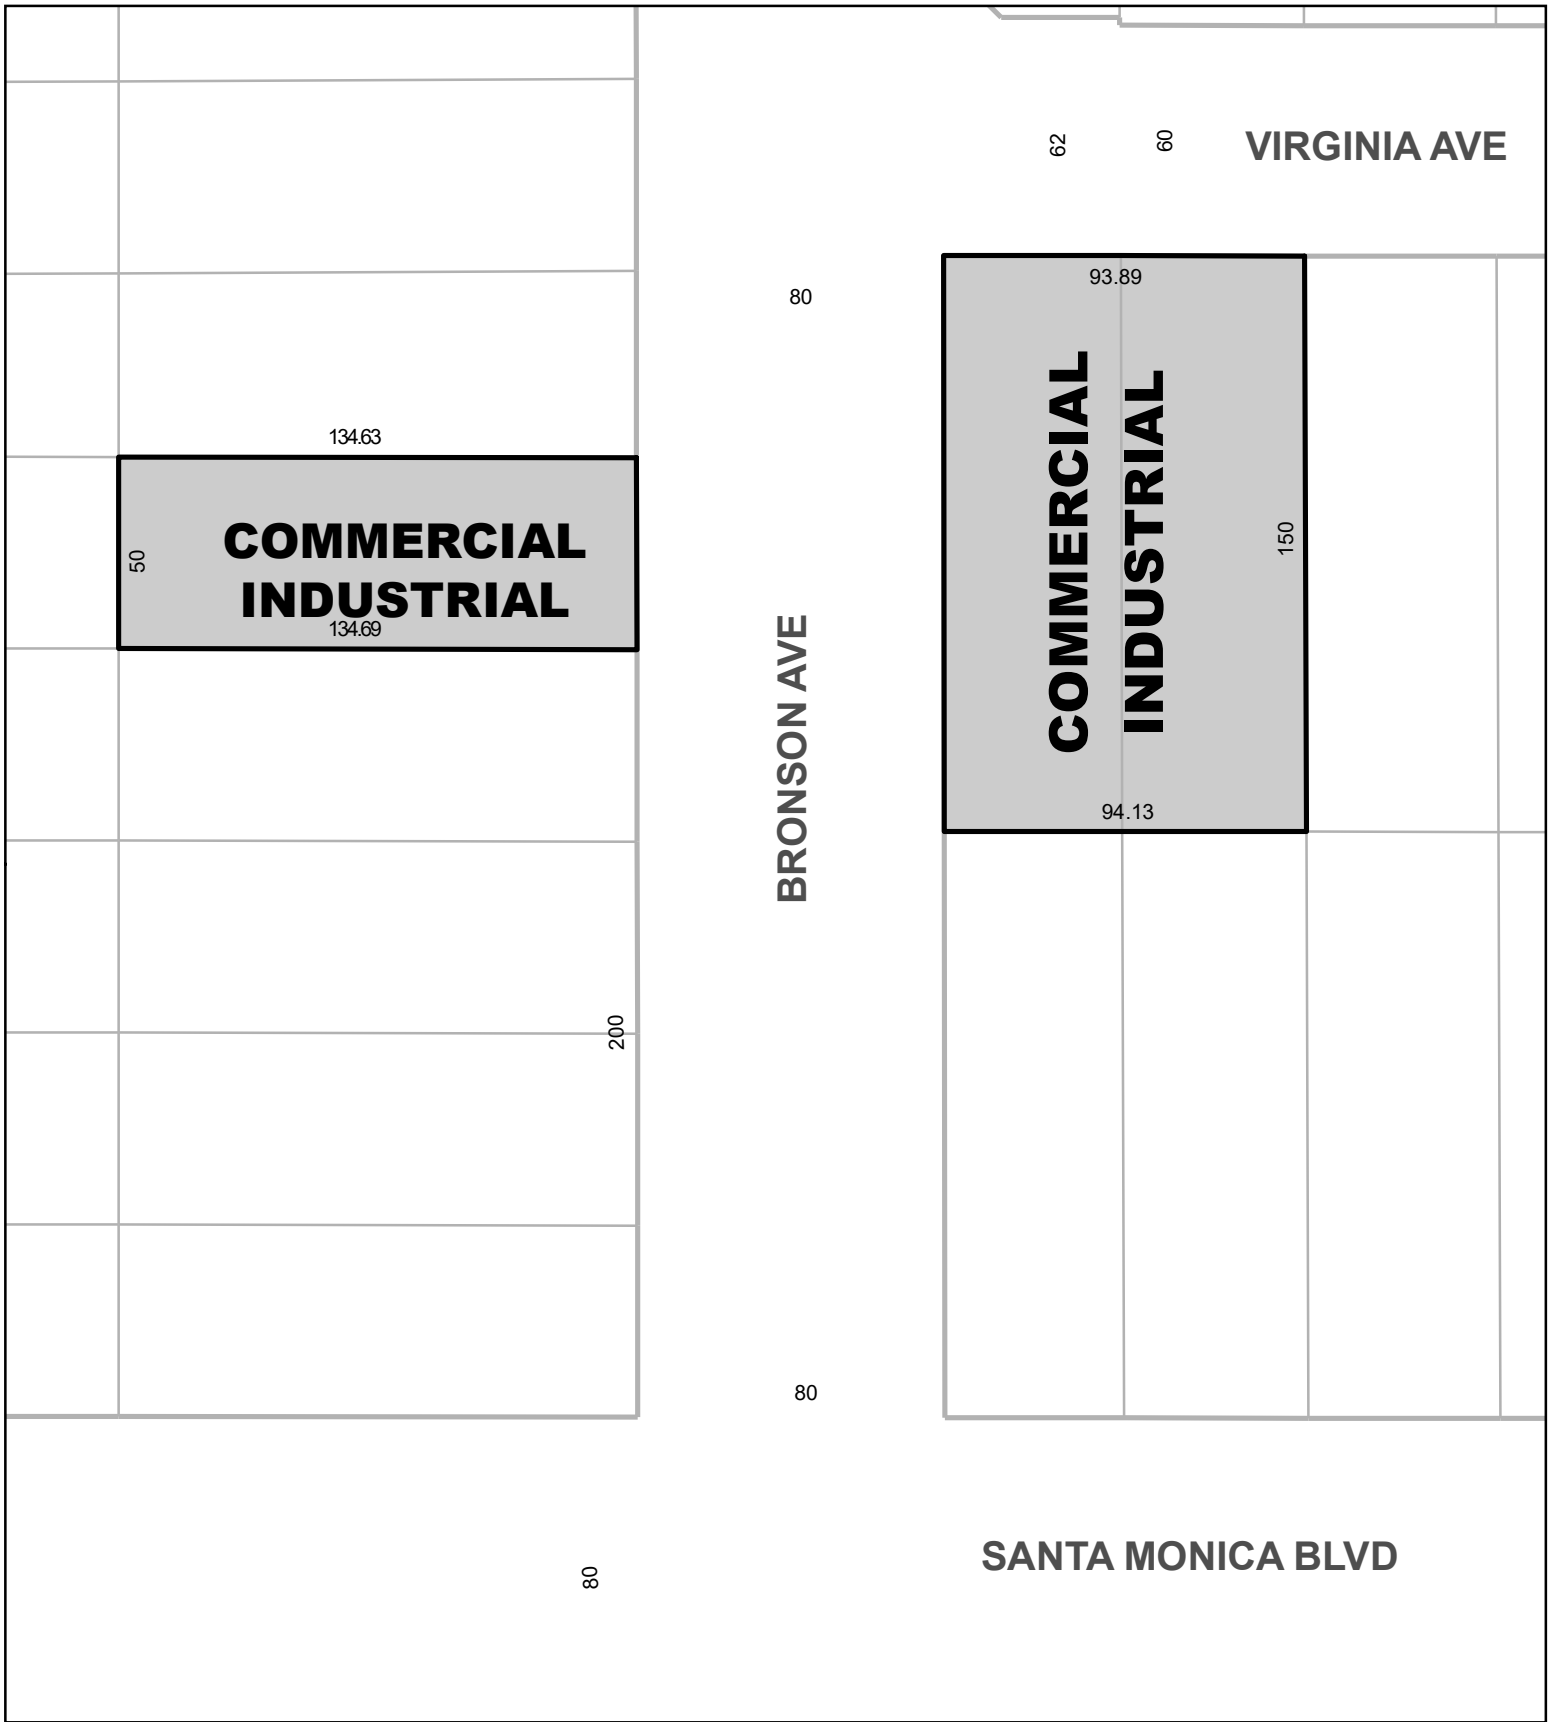 62
60
VIRGINIA AVE
93.89
80
134.63
COMMERCIAL
INDUSTRIAL
50
134.69
COMMERCIAL
INDUSTRIAL
150
94.13
BRONSON AVE
200
80
SANTA MONICA BLVD
80